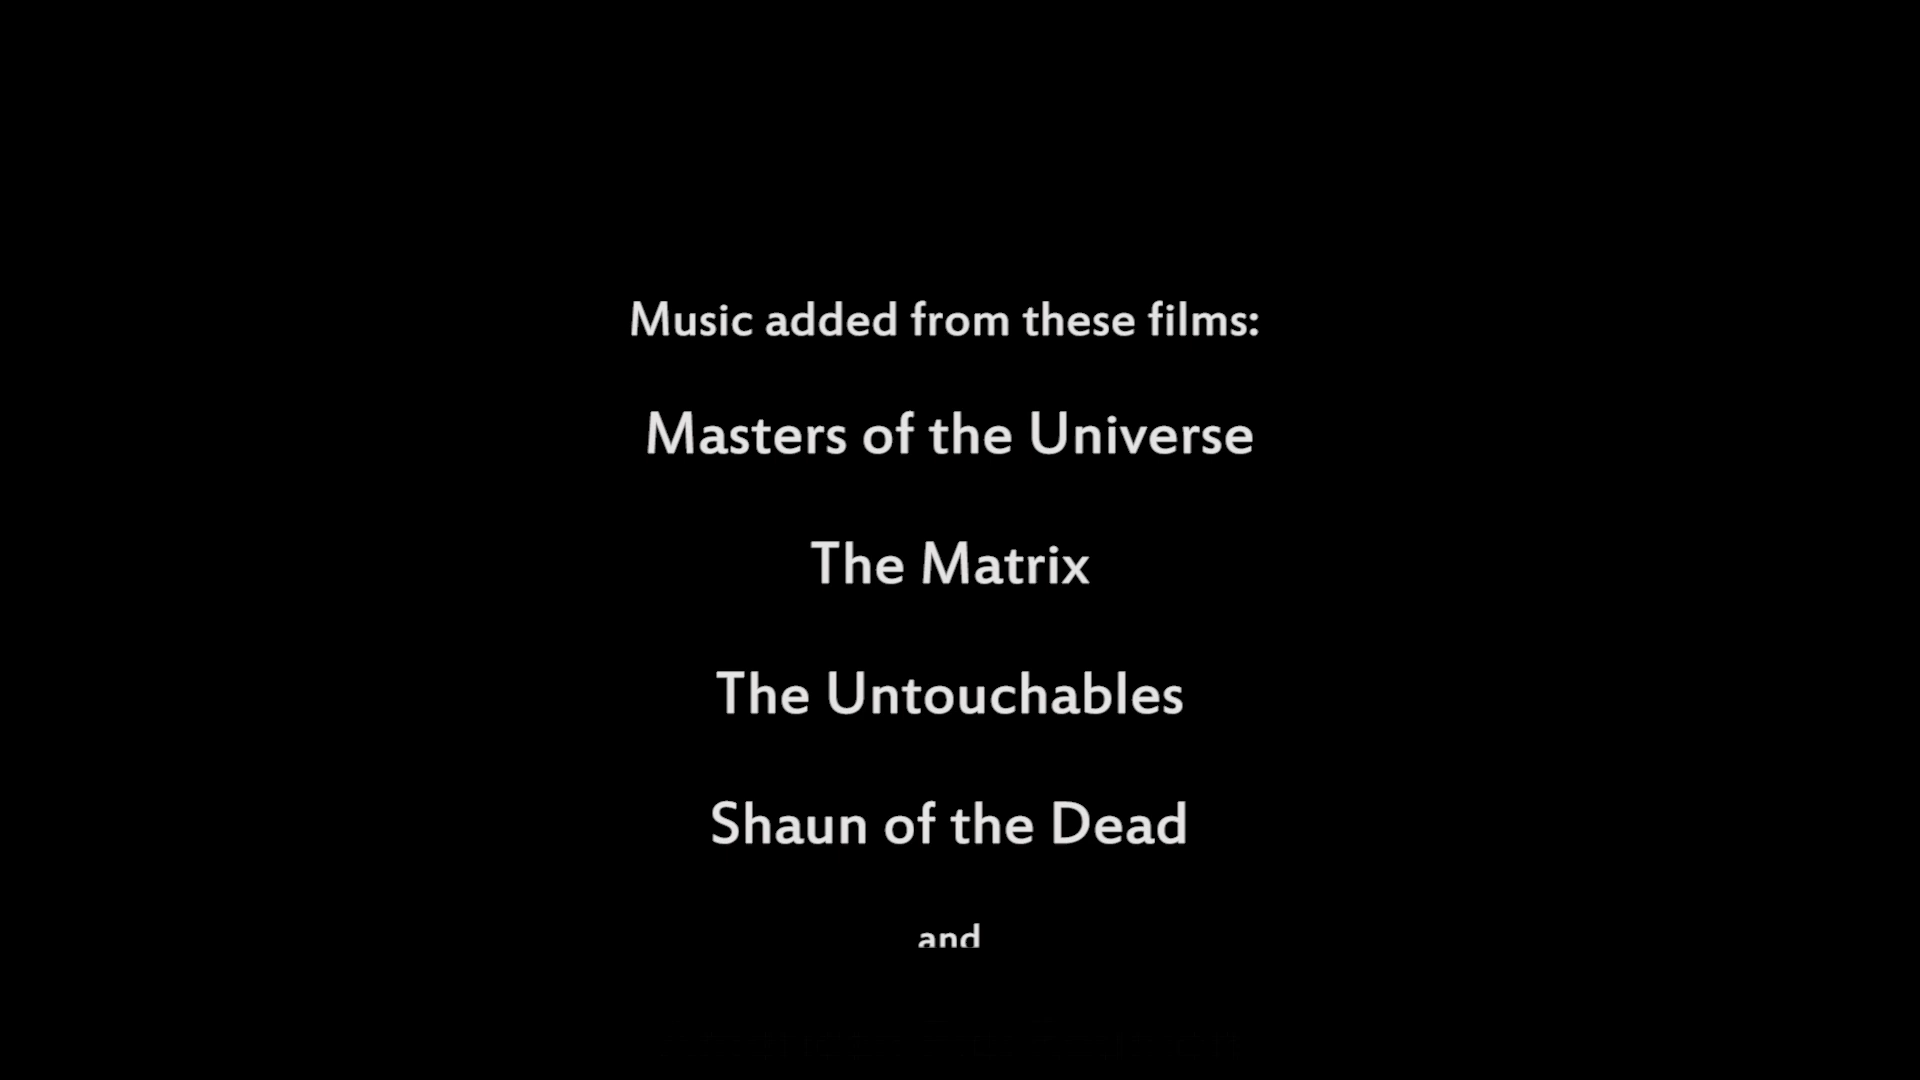 Music added from these films:
Masters of the Universe
The Matrix
The Untouchables
Shaun of the Dead
and